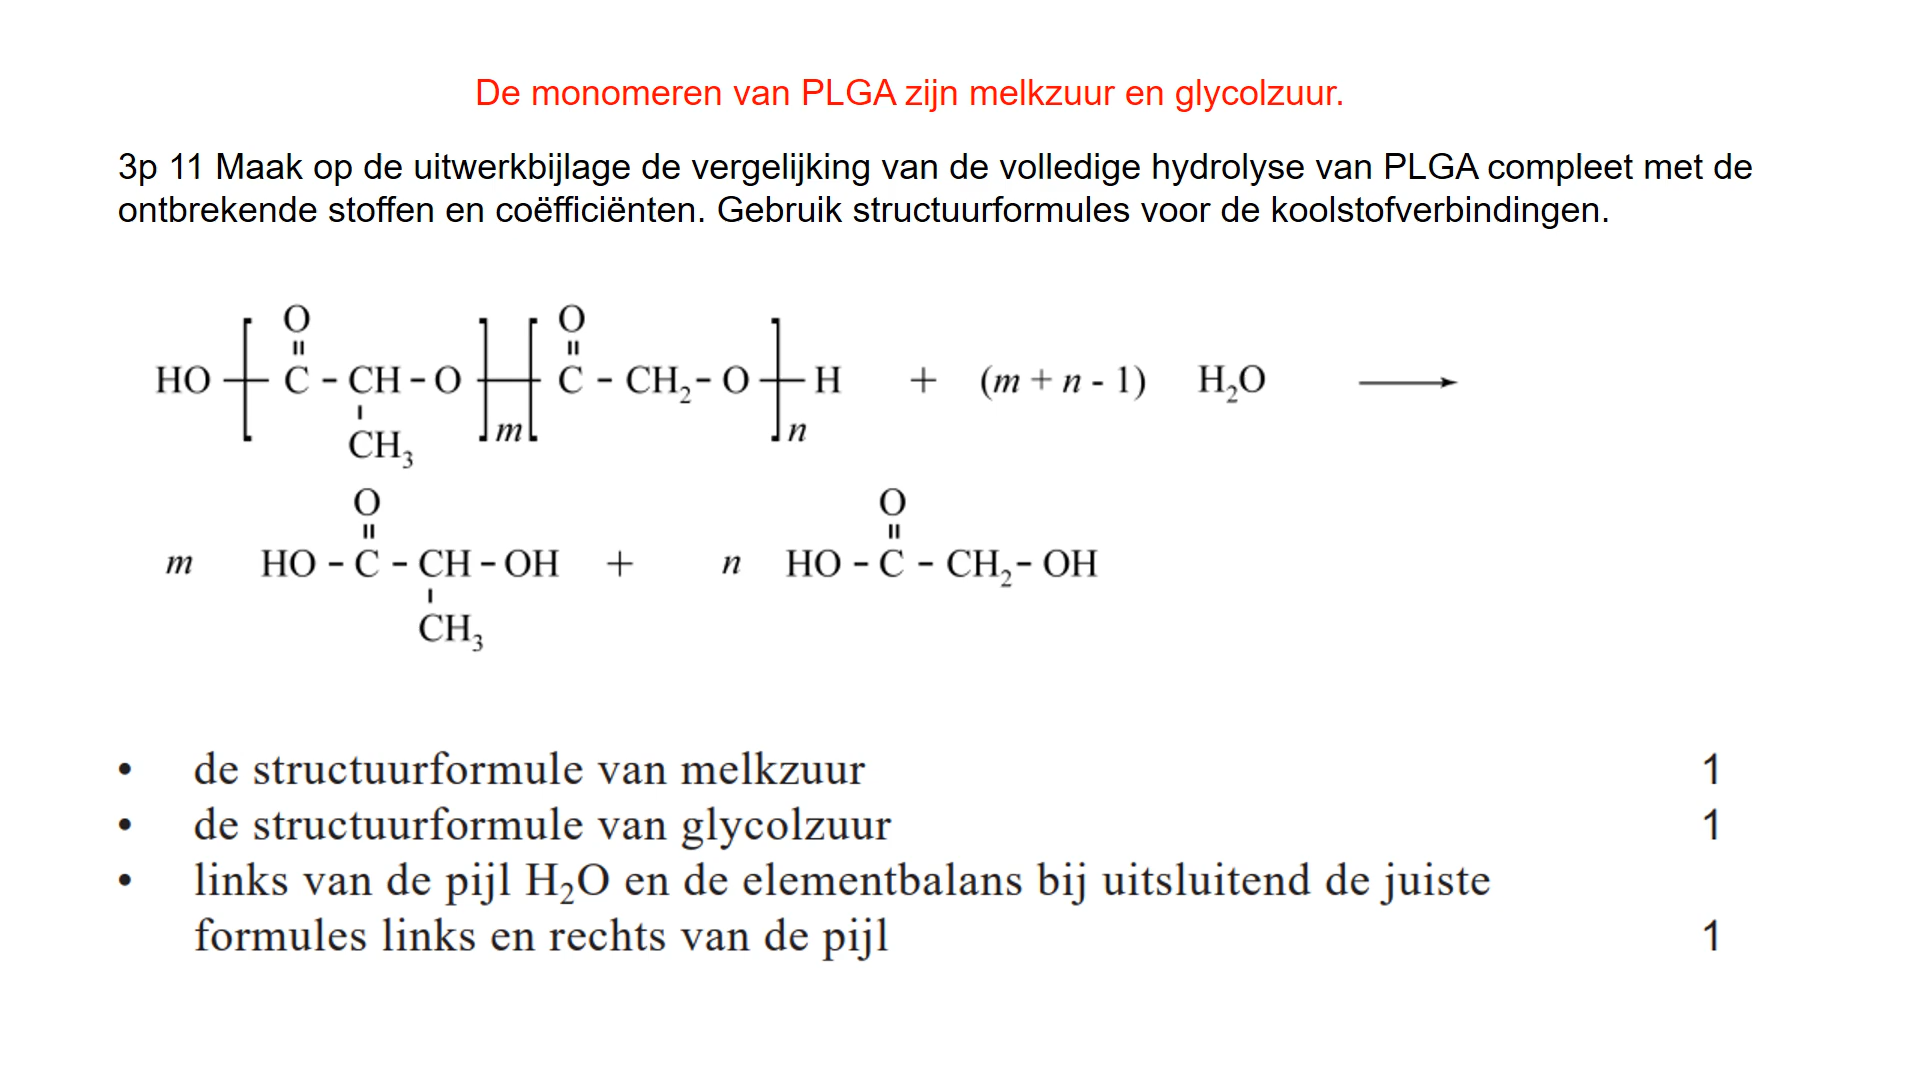 De monomeren van PLGA zijn melkzuur en glycolzuur.
3p 11 Maak op de uitwerkbijlage de vergelijking van de volledige hydrolyse van PLGA compleet met de
ontbrekende stoffen en coëfficiënten. Gebruik structuurformules voor de koolstofverbindingen.
O O
HO [ C - CH - O ]m [ C - CH₂ - O ]n H + (m + n - 1) H₂O ⟶
CH₃
O O
m HO - C - CH - OH + n HO - C - CH₂ - OH
CH₃
• de structuurformule van melkzuur 1
• de structuurformule van glycolzuur 1
• links van de pijl H₂O en de elementbalans bij uitsluitend de juiste
formules links en rechts van de pijl 1